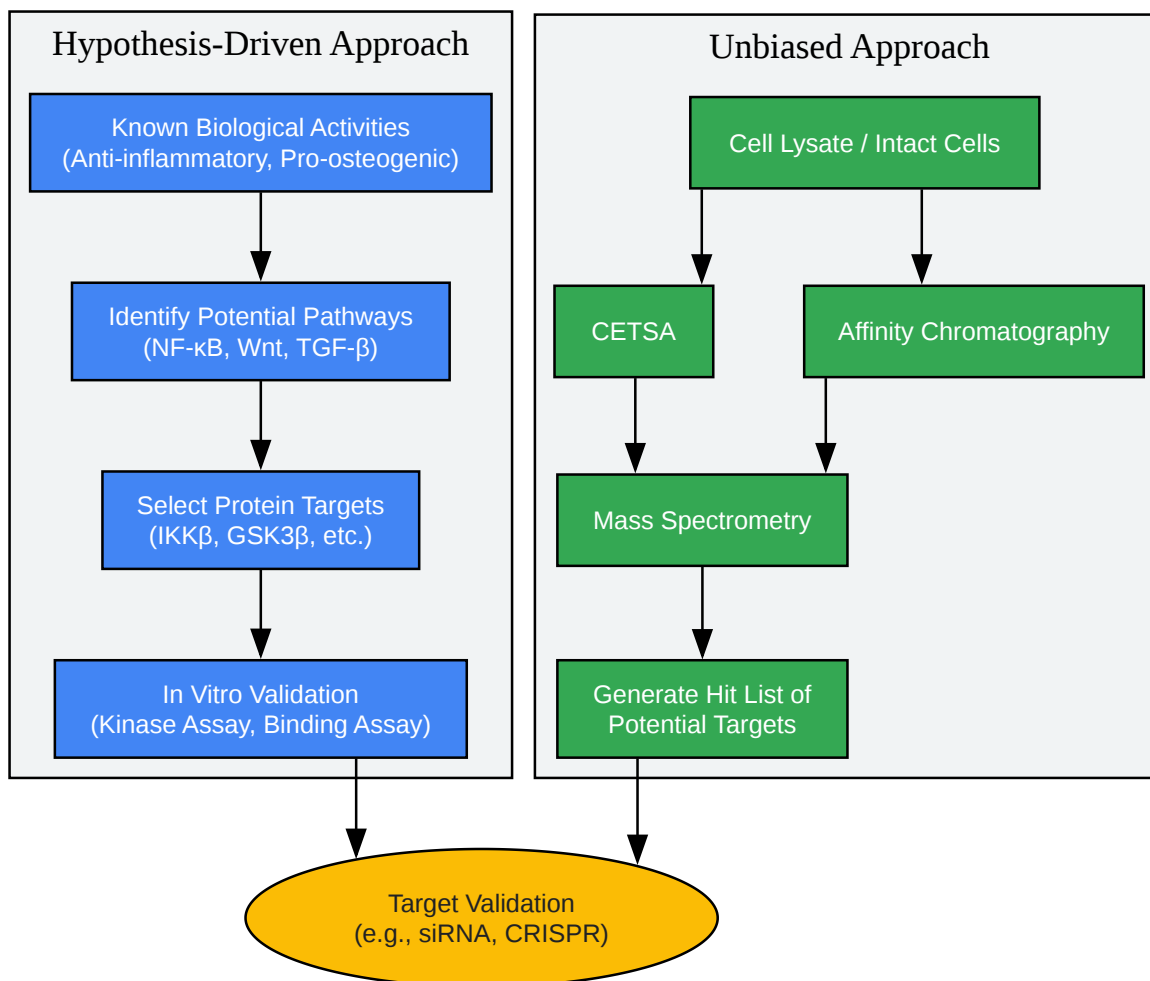 Hypothesis-Driven Approach
Known Biological Activities
(Anti-inflammatory, Pro-osteogenic)
Identify Potential Pathways
(NF-κB, Wnt, TGF-β)
Select Protein Targets
(IKKβ, GSK3β, etc.)
In Vitro Validation
(Kinase Assay, Binding Assay)
Unbiased Approach
Cell Lysate / Intact Cells
CETSA
Affinity Chromatography
Mass Spectrometry
Generate Hit List of
Potential Targets
Target Validation
(e.g., siRNA, CRISPR)